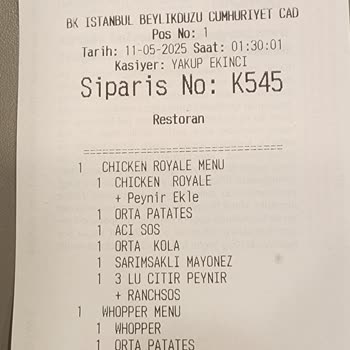 BK ISTANBUL BEYLIKDUZU CUMHURIYET CAD
Pos No: 1
Tarih: 11-05-2025 Saat: 01:30:01
Kasiyer: YAKUP EKINCI
Siparis No: K545
Restoran
================================
1 CHICKEN ROYALE MENU
1 CHICKEN ROYALE
+ Peynir Ekle
1 ORTA PATATES
1 ACI SOS
1 ORTA KOLA
1 SARIMSAKLI MAYONEZ
1 3 LU CITIR PEYNIR
+ RANCHSOS
1 WHOPPER MENU
1 WHOPPER
1 ORTA PATATES